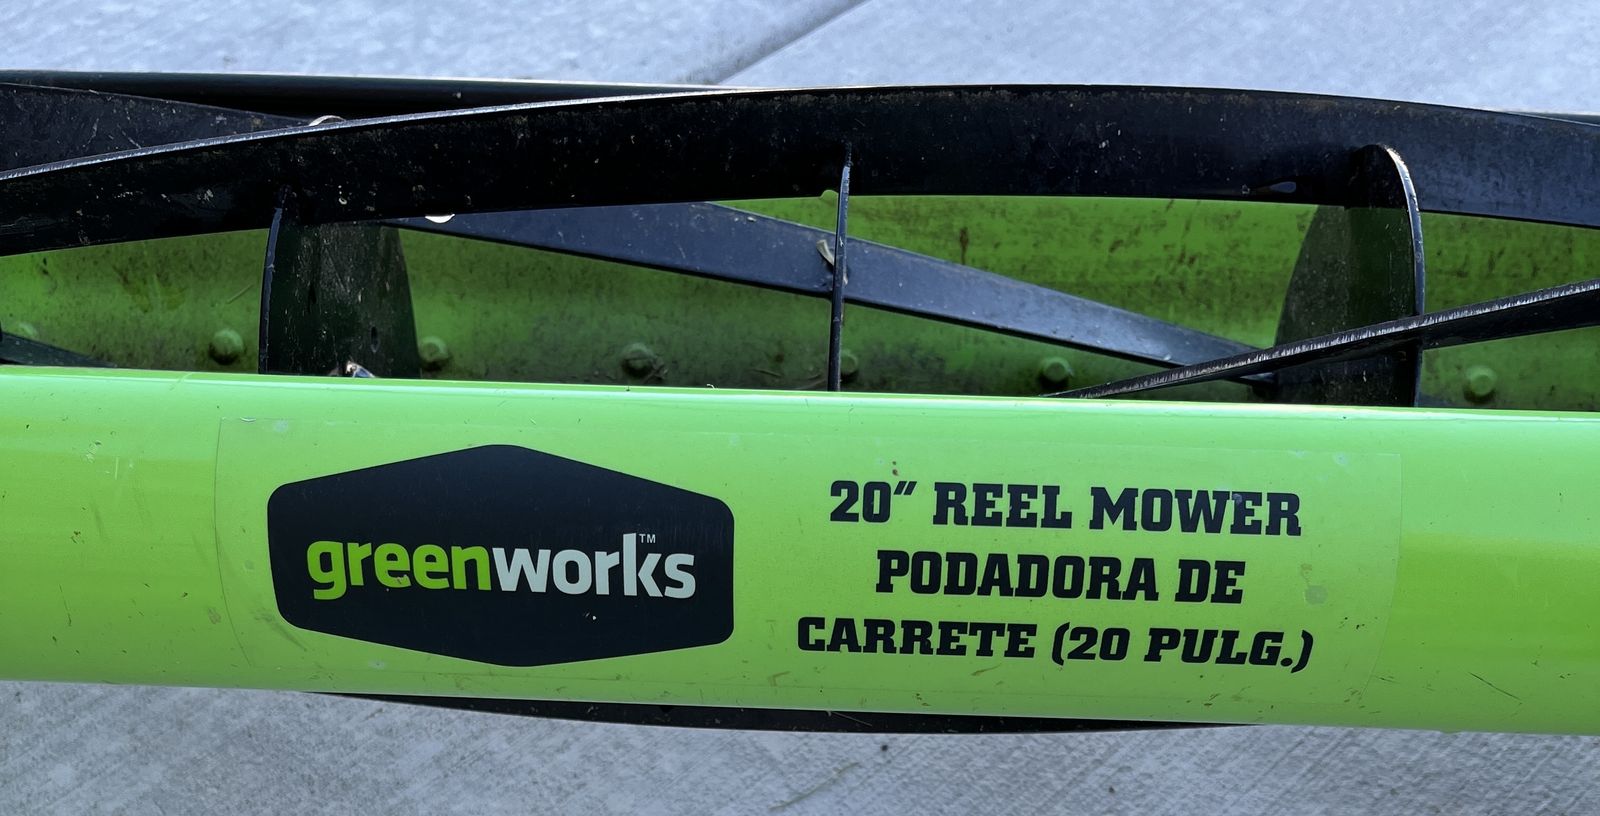 greenworks™
20″ REEL MOWER
PODADORA DE
CARRETE (20 PULG.)